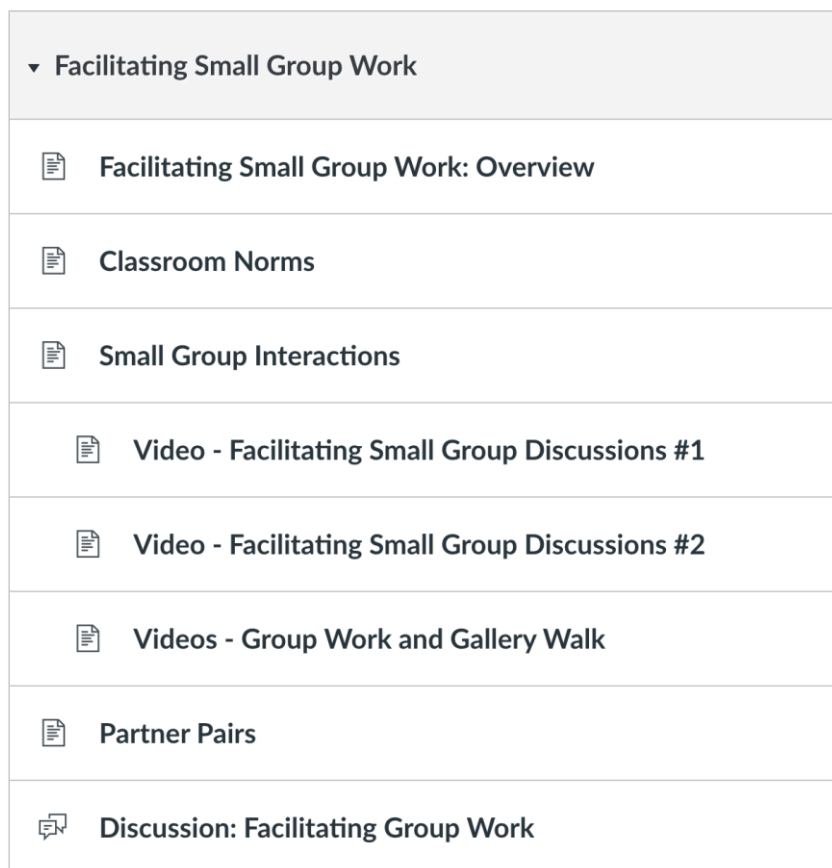 Facilitating Small Group Work
Facilitating Small Group Work: Overview
Classroom Norms
Small Group Interactions
Video - Facilitating Small Group Discussions #1
Video - Facilitating Small Group Discussions #2
Videos - Group Work and Gallery Walk
Partner Pairs
Discussion: Facilitating Group Work